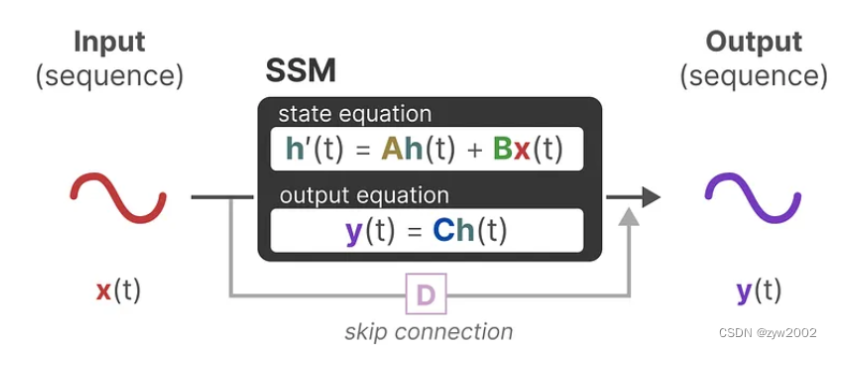 Input
(sequence)
SSM
Output
(sequence)
state equation
h'(t) = Ah(t) + Bx(t)
output equation
y(t) = Ch(t)
x(t)
D
y(t)
skip connection
CSDN @zyw2002